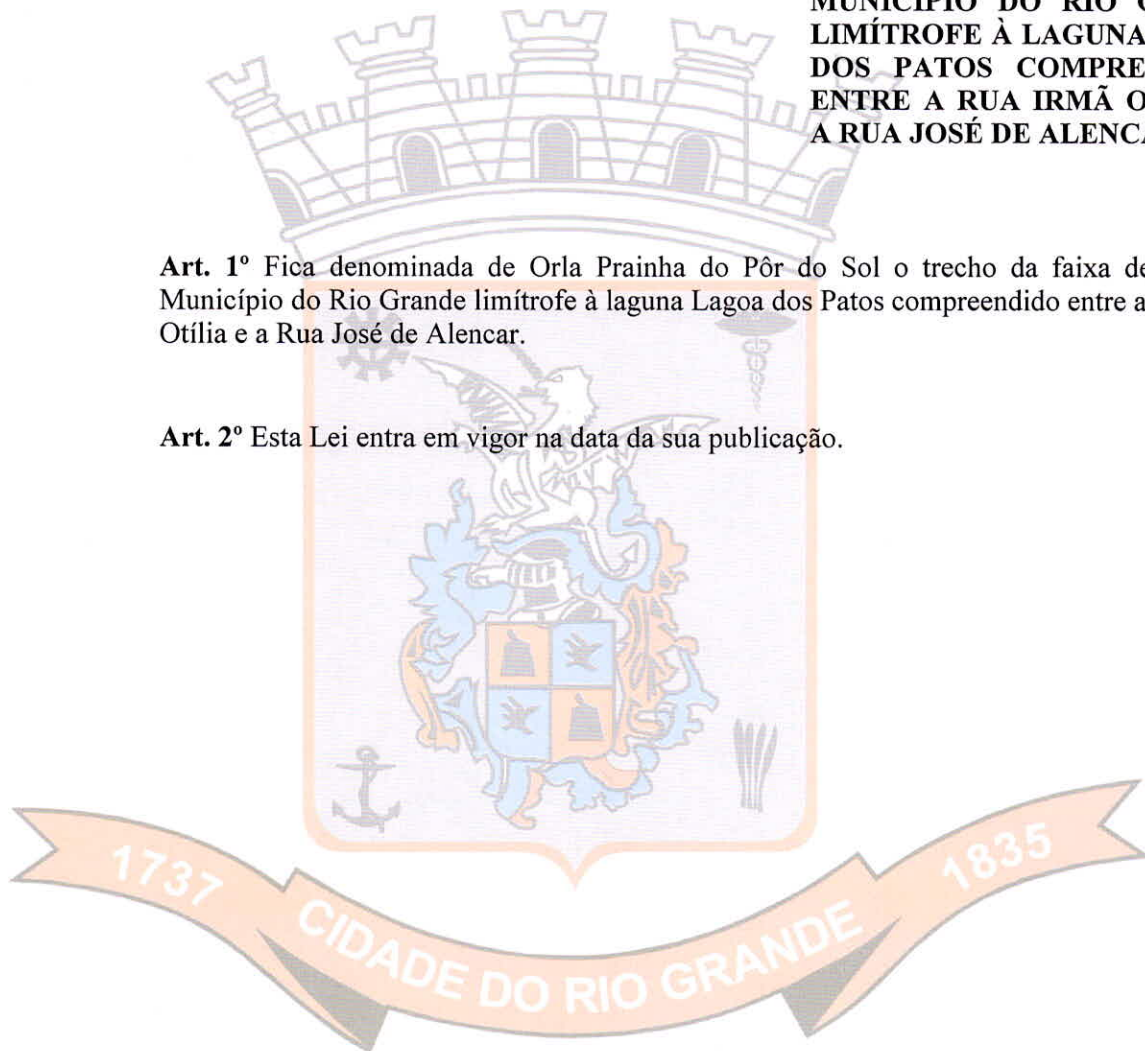 MUNICÍPIO DO RIO
LIMÍTROFE À LAGUNA
DOS PATOS
ENTRE A RUA IRMÃ
A RUA JOSÉ DE
Art. 1º Fica denominada de Orla Prainha do Pôr do Sol o trecho da faixa de
Município do Rio Grande limítrofe à laguna Lagoa dos Patos compreendido entre a
Otília e a Rua José de Alencar.
Art. 2º Esta Lei entra em vigor na data da sua publicação.
1737 CIDADE DO RIO GRANDE 1835